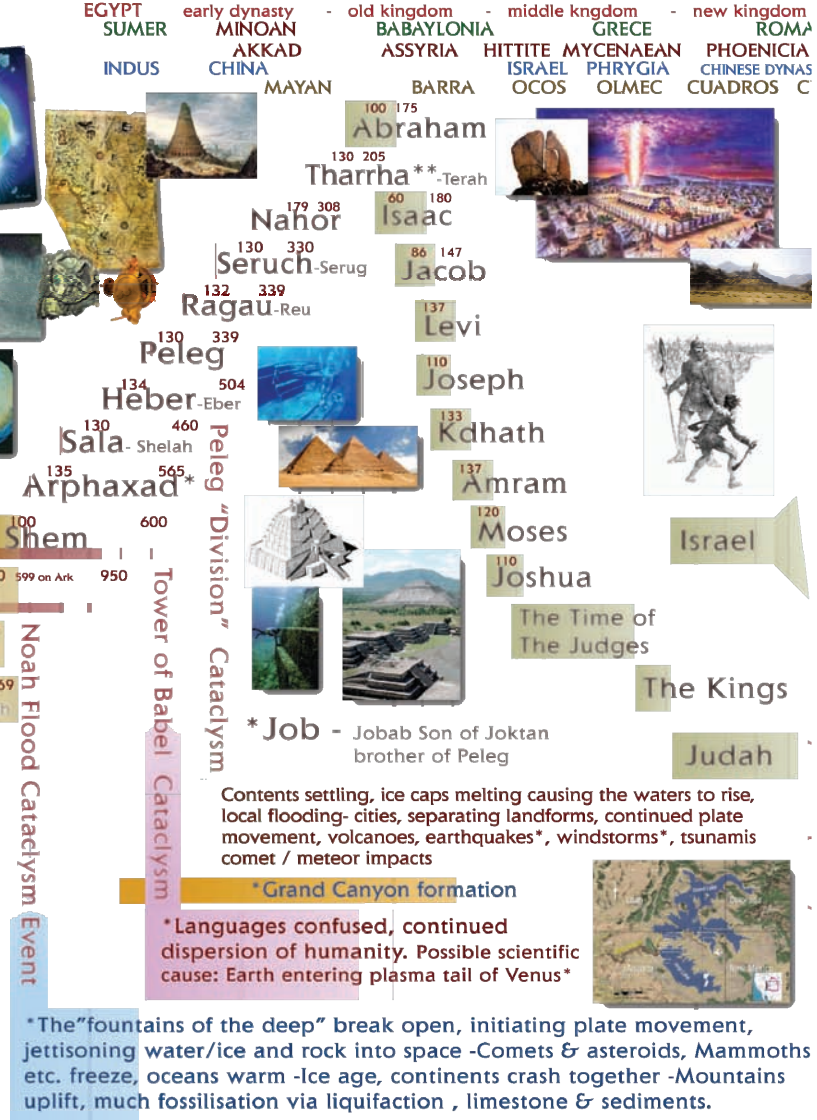 EGYPT early dynasty - old kingdom - middle kngdom - new kingdom
SUMER MINOAN BABAYLONIA GRECE ROMA
AKKAD ASSYRIA HITTITE MYCENAEAN PHOENICIA
INDUS CHINA ISRAEL PHRYGIA CHINESE DYNAS
MAYAN BARRA OCOS OLMEC CUADROS C
100 175
Abraham
130 205
Tharrha**-Terah
179 308
Nahor
60 180
Isaac
130 330
Seruch-Serug
86 147
Jacob
132 339
Ragau-Reu
137
Levi
130 339
Peleg
110
Joseph
134 504
Heber-Eber
133
Kdhath
130 460
Sala- Shelah
137
Amram
135 565
Arphaxad*
120
Moses
100 600
Shem
Israel
110
Joshua
0 599 on Ark 950
The Time of
The Judges
69
h
The Kings
Judah
Noah Flood Cataclysm Event
Tower of Babel Cataclysm
Peleg "Division" Cataclysm
*Job - Jobab Son of Joktan
brother of Peleg
Contents settling, ice caps melting causing the waters to rise,
local flooding- cities, separating landforms, continued plate
movement, volcanoes, earthquakes*, windstorms*, tsunamis
comet / meteor impacts
*Grand Canyon formation
*Languages confused, continued
dispersion of humanity. Possible scientific
cause: Earth entering plasma tail of Venus*
*The"fountains of the deep" break open, initiating plate movement,
jettisoning water/ice and rock into space -Comets & asteroids, Mammoths
etc. freeze, oceans warm -Ice age, continents crash together -Mountains
uplift, much fossilisation via liquifaction , limestone & sediments.